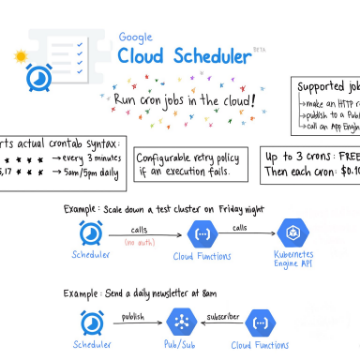 Google
Cloud Scheduler Beta
Run cron jobs in the cloud!
Supported jo
→ make an HTTP r
→ publish to a Pub
→ call an App Engin
rts actual crontab syntax:
* * * * → every 3 minutes
5,17 * * * → 5am/5pm daily
Configurable retry policy
if an execution fails.
Up to 3 crons: FREE
Then each cron: $0.10
Example: Scale down a test cluster on Friday night
calls
(no auth)
calls
Scheduler
Cloud Functions
Kubernetes
Engine API
Example: Send a daily newsletter at 8am
publish
subscriber
Scheduler
Pub/Sub
Cloud Functions